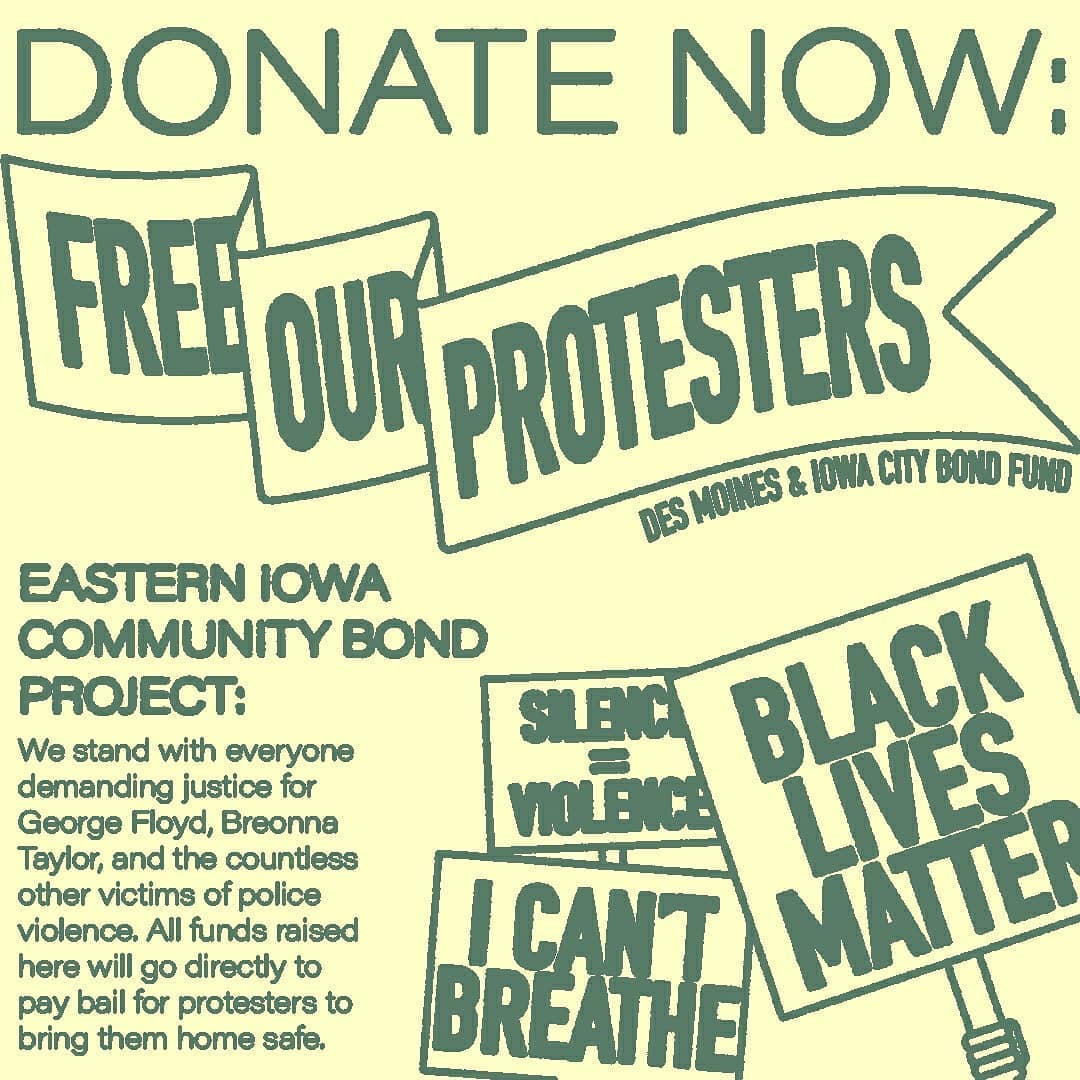 DONATE NOW:
FREE OUR PROTESTERS
DES MOINES & IOWA CITY BOND FUND
EASTERN IOWA
COMMUNITY BOND
PROJECT:
We stand with everyone
demanding justice for
George Floyd, Breonna
Taylor, and the countless
other victims of police
violence. All funds raised
here will go directly to
pay bail for protesters to
bring them home safe.
SILENCE
=
VIOLENCE
I CAN'T
BREATHE
BLACK
LIVES
MATTER